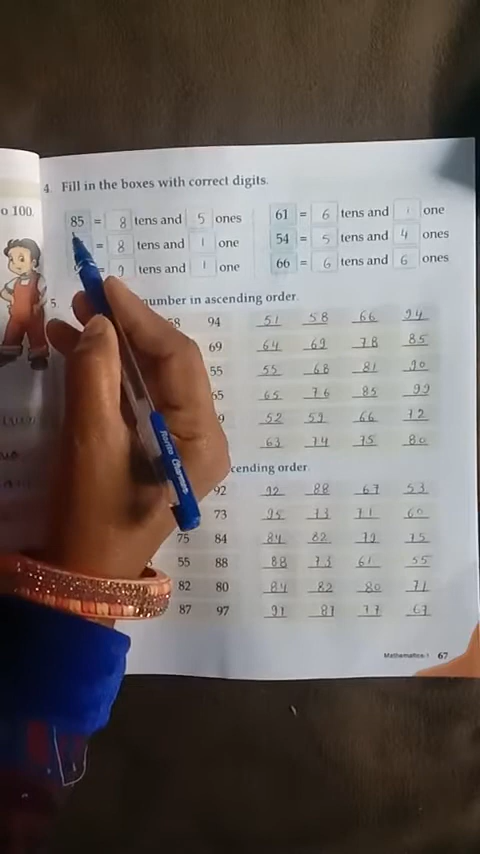 o 100.
4. Fill in the boxes with correct digits.
85 = 8 tens and 5 ones
= 8 tens and 1 one
= 9 tens and 1 one
61 = 6 tens and 1 one
54 = 5 tens and 4 ones
66 = 6 tens and 6 ones
5. number in ascending order.
58 94 51 58 66 94
69 64 69 78 85
55 55 68 81 90
65 65 76 85 99
9 52 59 66 72
63 74 75 80
cending order.
92 92 88 67 53
73 95 73 71 60
75 84 84 82 79 75
55 88 88 73 61 55
82 80 84 82 80 71
87 97 91 87 77 67
Mathematics-1 67